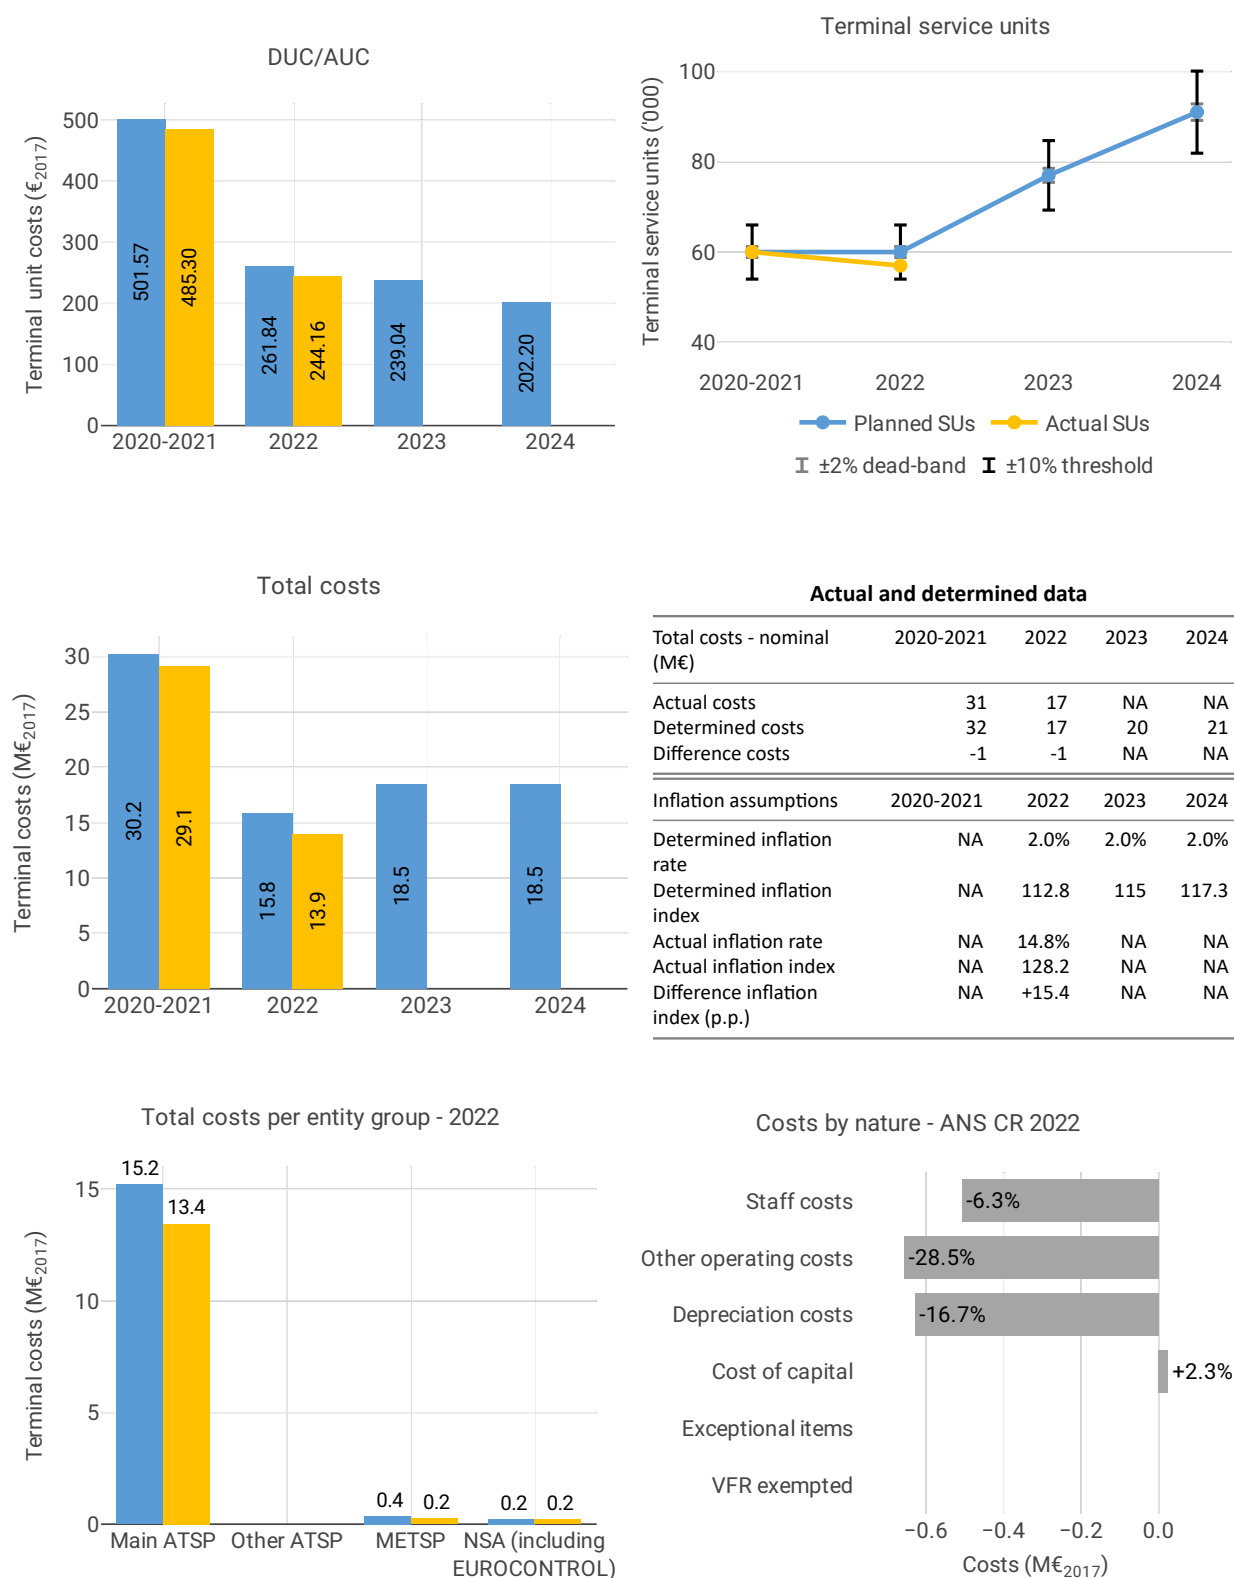 DUC/AUC
Terminal unit costs (€2017)
500
400
300
200
100
0
501.57
485.30
261.84
244.16
239.04
202.20
2020-2021
2022
2023
2024
Terminal service units
Terminal service units ('000)
100
80
60
40
2020-2021
2022
2023
2024
Planned SUs
Actual SUs
±2% dead-band
±10% threshold
Total costs
Terminal costs (M€2017)
30
25
20
15
10
5
0
30.2
29.1
15.8
13.9
18.5
18.5
2020-2021
2022
2023
2024
Actual and determined data
Total costs - nominal 2020-2021 2022 2023 2024
(M€)
Actual costs 31 17 NA NA
Determined costs 32 17 20 21
Difference costs -1 -1 NA NA
Inflation assumptions 2020-2021 2022 2023 2024
Determined inflation NA 2.0% 2.0% 2.0%
rate
Determined inflation NA 112.8 115 117.3
index
Actual inflation rate NA 14.8% NA NA
Actual inflation index NA 128.2 NA NA
Difference inflation NA +15.4 NA NA
index (p.p.)
Total costs per entity group - 2022
Terminal costs (M€2017)
15
10
5
0
15.2
13.4
0.4
0.2
0.2
0.2
Main ATSP
Other ATSP
METSP
NSA (including
EUROCONTROL)
Costs by nature - ANS CR 2022
Staff costs
-6.3%
Other operating costs
-28.5%
Depreciation costs
-16.7%
Cost of capital
+2.3%
Exceptional items
VFR exempted
−0.6
−0.4
−0.2
0.0
Costs (M€2017)